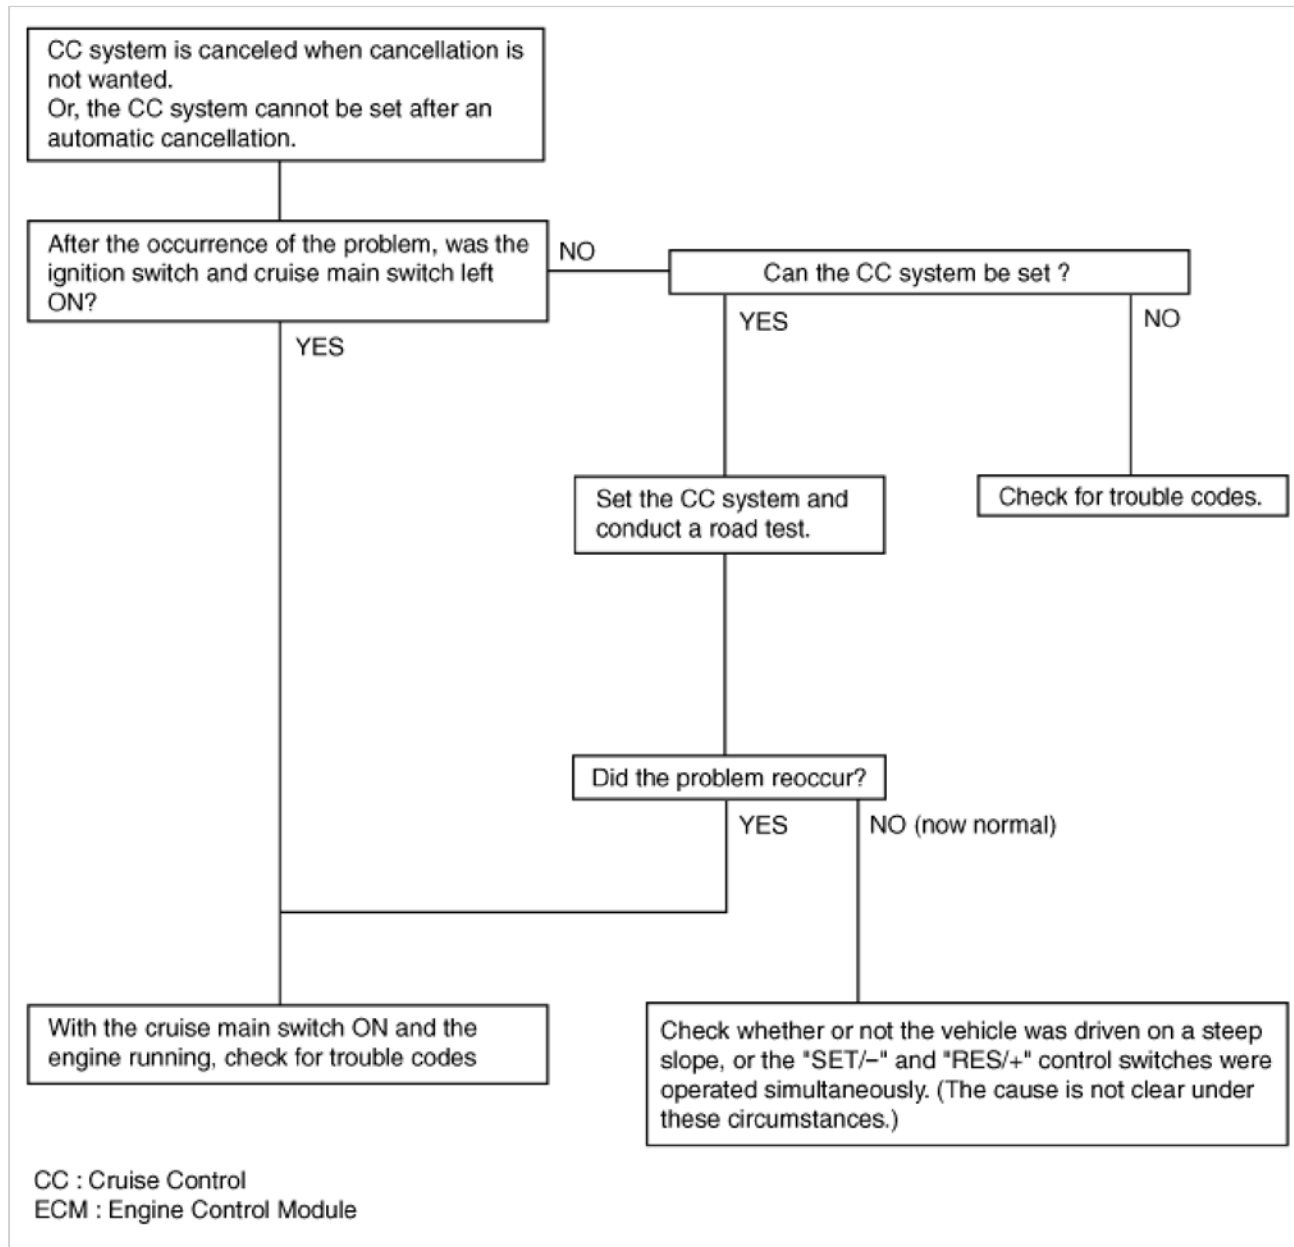 CC system is canceled when cancellation is
not wanted.
Or, the CC system cannot be set after an
automatic cancellation.
After the occurrence of the problem, was the
ignition switch and cruise main switch left
ON?
NO
Can the CC system be set ?
YES
NO
YES
Set the CC system and
conduct a road test.
Check for trouble codes.
Did the problem reoccur?
YES
NO (now normal)
With the cruise main switch ON and the
engine running, check for trouble codes
Check whether or not the vehicle was driven on a steep
slope, or the "SET/–" and "RES/+" control switches were
operated simultaneously. (The cause is not clear under
these circumstances.)
CC : Cruise Control
ECM : Engine Control Module